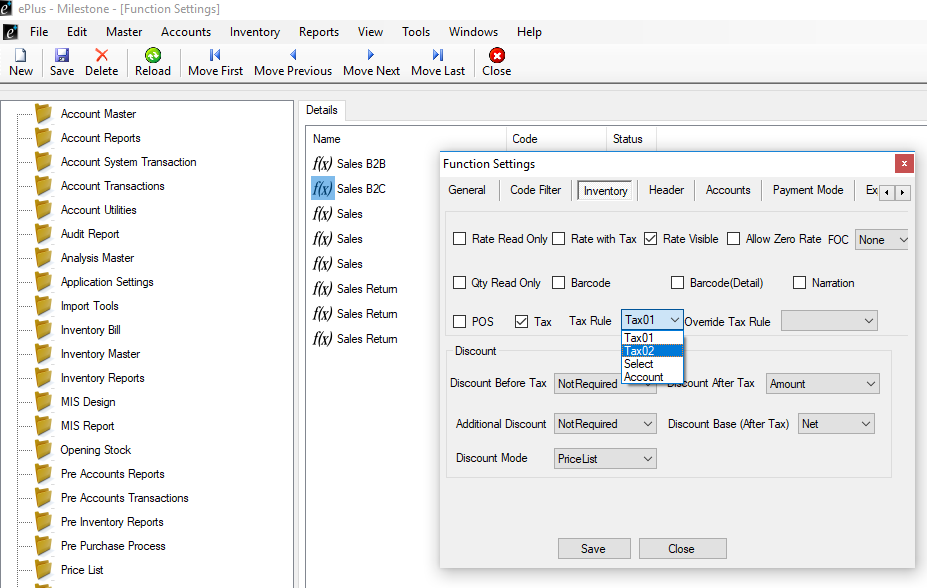 ePlus - Milestone - [Function Settings]
File Edit Master Accounts Inventory Reports View Tools Windows Help
New Save Delete Reload Move First Move Previous Move Next Move Last Close
Account Master
Account Reports
Account System Transaction
Account Transactions
Account Utilities
Audit Report
Analysis Master
Application Settings
Import Tools
Inventory Bill
Inventory Master
Inventory Reports
MIS Design
MIS Report
Opening Stock
Pre Accounts Reports
Pre Accounts Transactions
Pre Inventory Reports
Pre Purchase Process
Price List
Details
Name Code Status
f(x) Sales B2B
f(x) Sales B2C
f(x) Sales
f(x) Sales
f(x) Sales
f(x) Sales Return
f(x) Sales Return
f(x) Sales Return
Function Settings
General Code Filter Inventory Header Accounts Payment Mode Ex
Rate Read Only Rate with Tax Rate Visible Allow Zero Rate FOC None
Qty Read Only Barcode Barcode(Detail) Narration
POS Tax Tax Rule Tax01 Override Tax Rule
Tax01
Tax02
Select
Account
Discount
Discount Before Tax NotRequired Discount After Tax Amount
Additional Discount NotRequired Discount Base (After Tax) Net
Discount Mode PriceList
Save Close